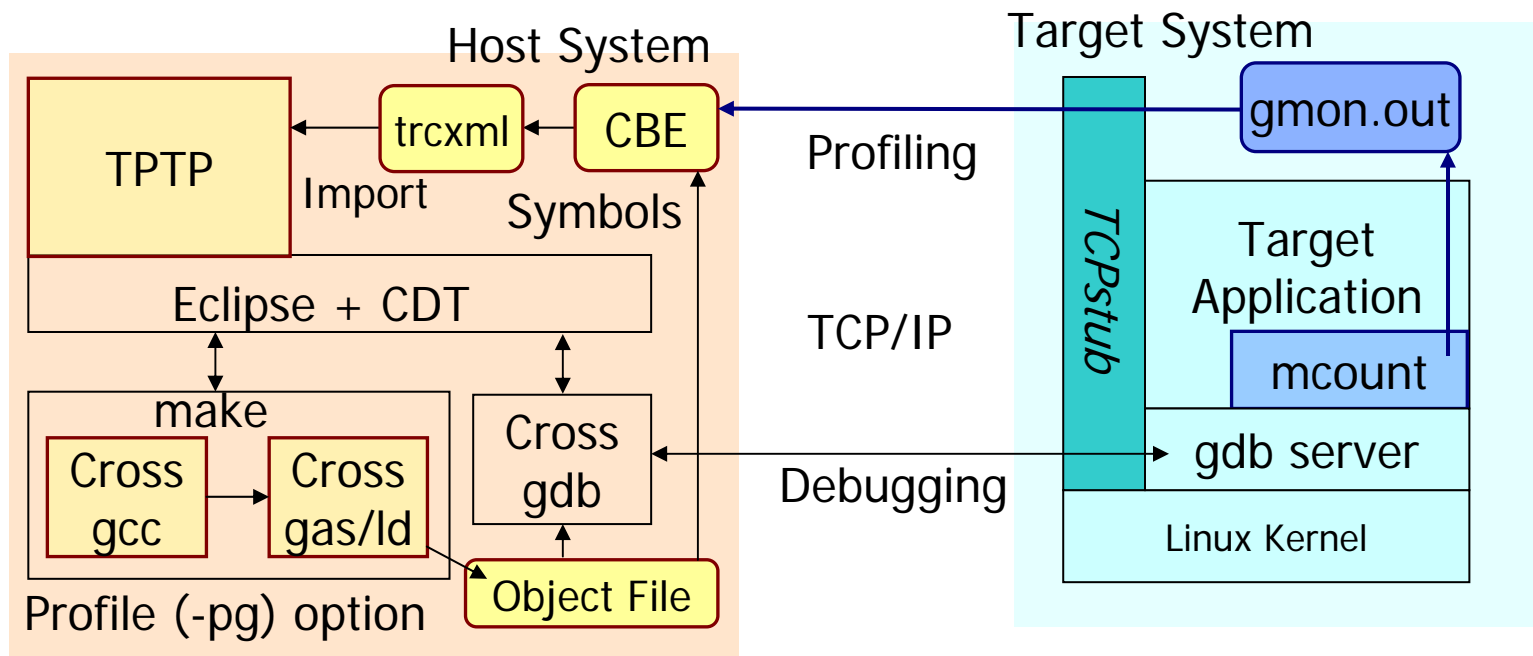 Host System
Target System
TPTP
trcxml
CBE
gmon.out
Import
Symbols
Profiling
TCPstub
Target
Application
Eclipse + CDT
TCP/IP
mcount
make
Cross
gcc
Cross
gas/ld
Cross
gdb
Debugging
gdb server
Linux Kernel
Object File
Profile (-pg) option